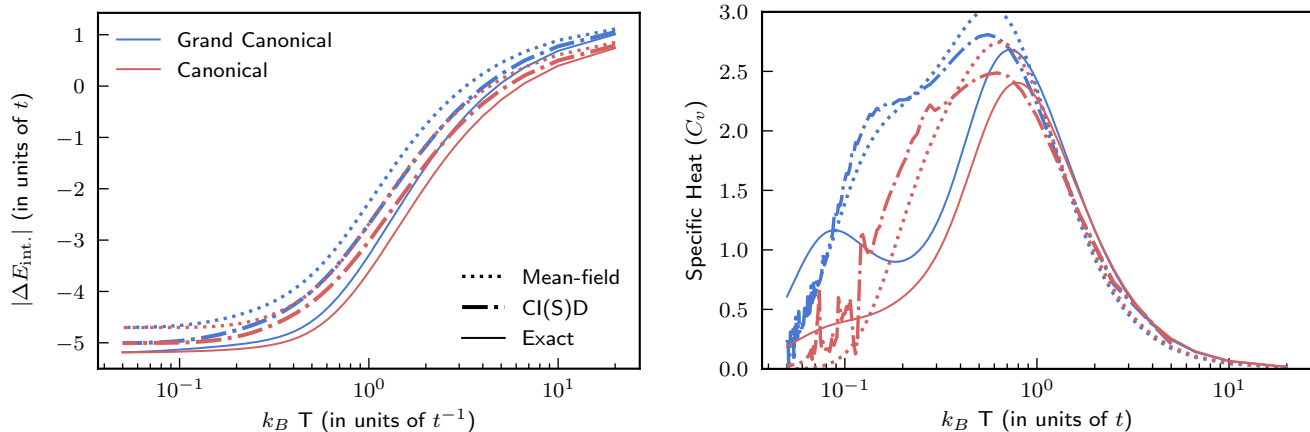 |ΔE_int.| (in units of t)
1
0
−1
−2
−3
−4
−5
Grand Canonical
Canonical
Mean-field
CI(S)D
Exact
10^−1
10^0
10^1
k_B T (in units of t^−1)
Specific Heat (C_v)
3.0
2.5
2.0
1.5
1.0
0.5
0.0
10^−1
10^0
10^1
k_B T (in units of t)